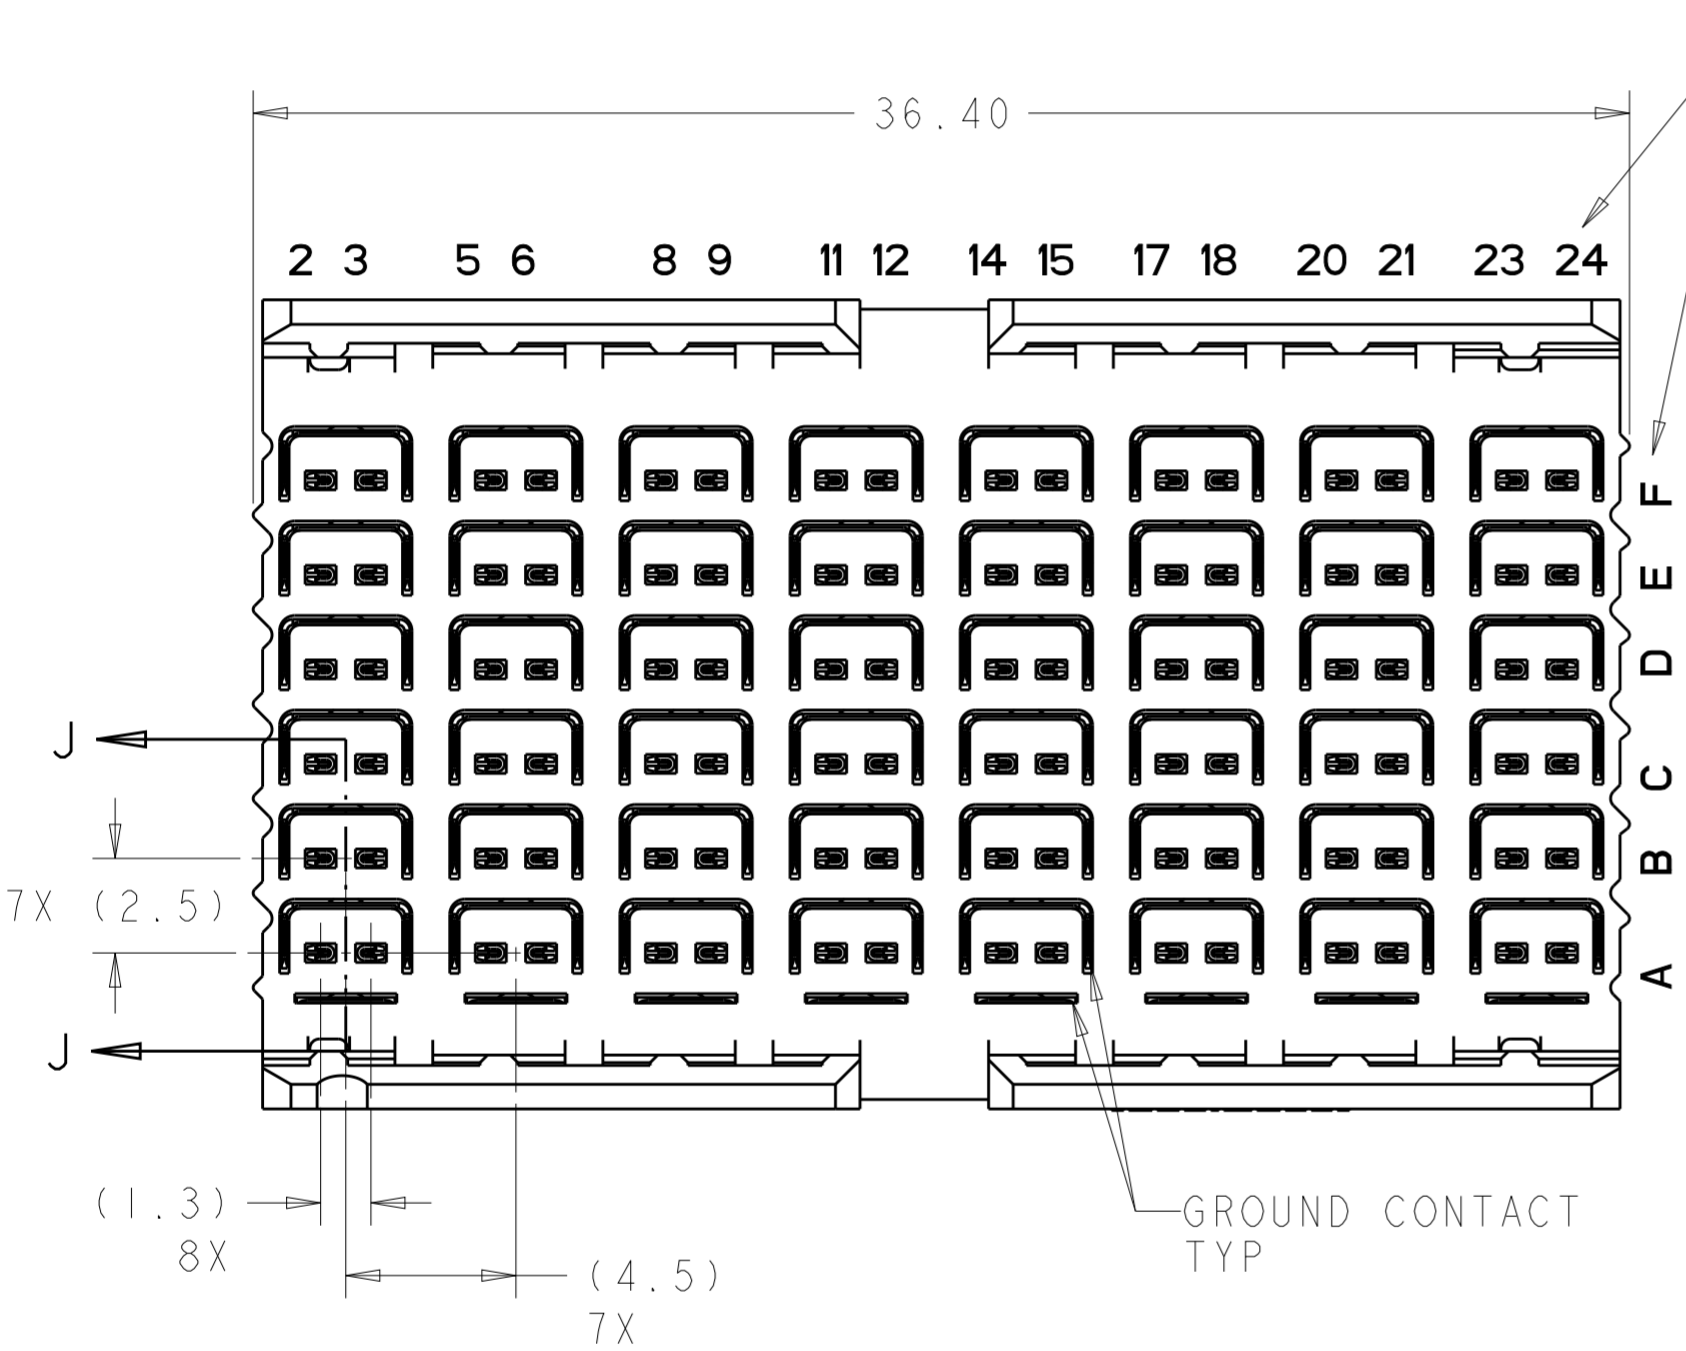 36.40
2 3 5 6 8 9 11 12 14 15 17 18 20 21 23 24
F
E
D
J
C
B
7X (2.5)
A
J
(1.3)
8X
GROUND CONTACT
TYP
(4.5)
7X